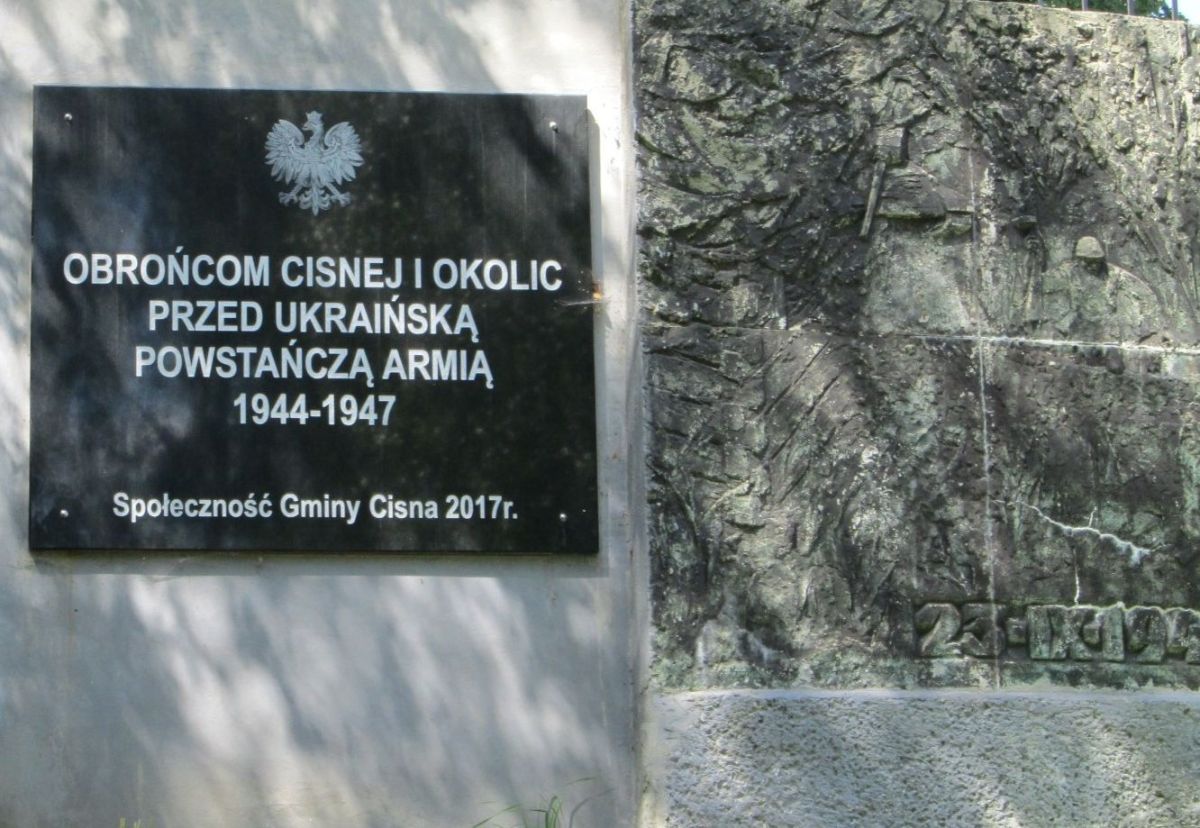 OBROŃCOM CISNEJ I OKOLIC
PRZED UKRAIŃSKĄ
POWSTAŃCZĄ ARMIĄ
1944-1947
Społeczność Gminy Cisna 2017r.